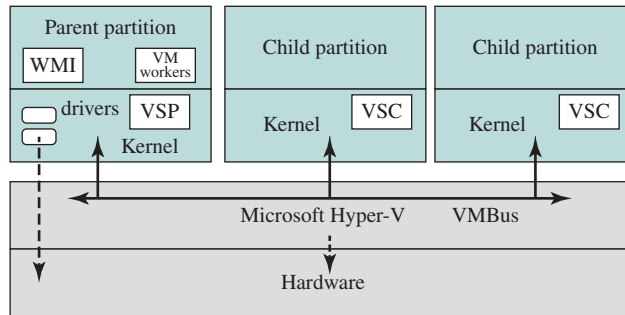 Parent partition
WMI
VM
workers
drivers
VSP
Kernel
Child partition
Kernel
VSC
Child partition
Kernel
VSC
Microsoft Hyper-V
VMBus
Hardware